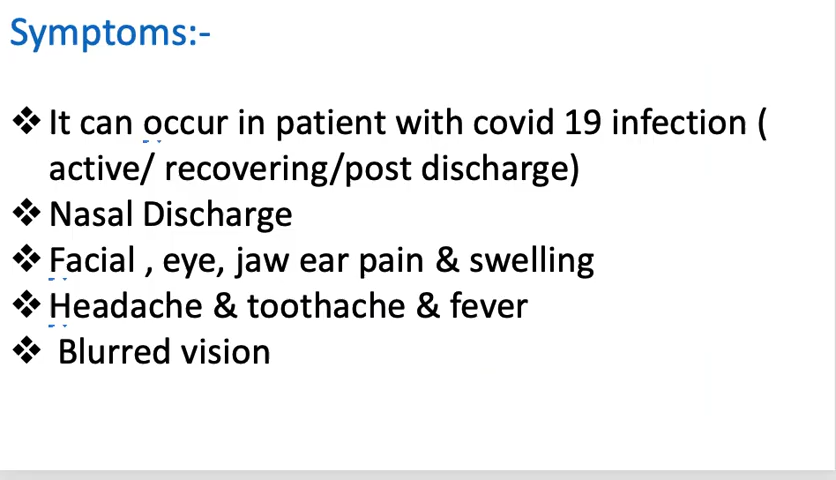 Symptoms:-
❖ It can occur in patient with covid 19 infection (
active/ recovering/post discharge)
❖ Nasal Discharge
❖ Facial , eye, jaw ear pain & swelling
❖ Headache & toothache & fever
❖ Blurred vision